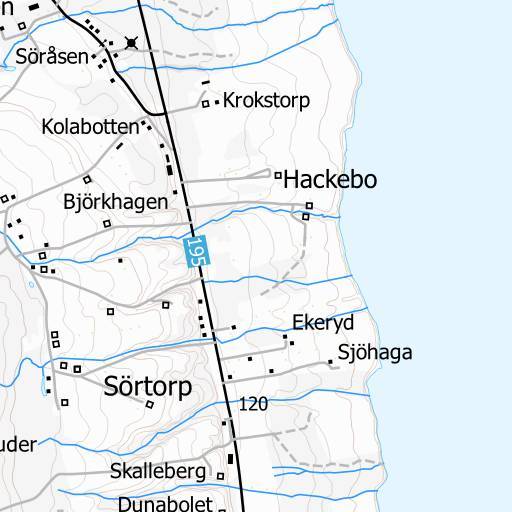 n
Söråsen
Krokstorp
Kolabotten
Hackebo
Björkhagen
195
Ekeryd
Sjöhaga
Sörtorp
120
uder
Skalleberg
Dunabolet